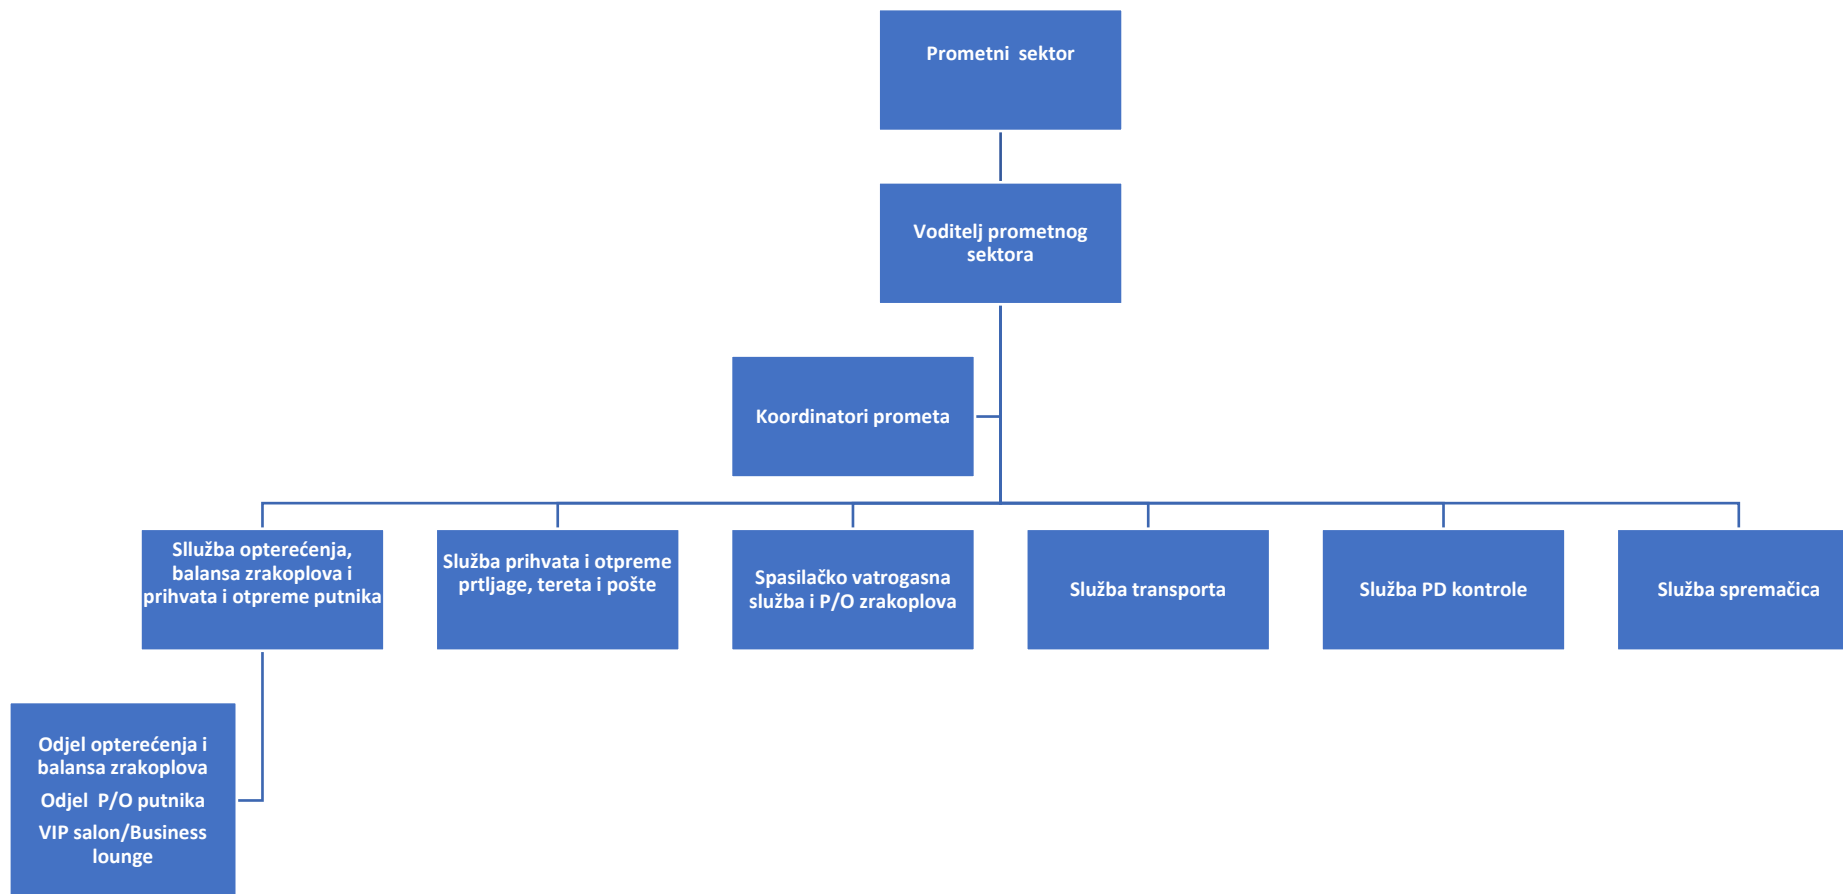 Prometni  sektor
Voditelj prometnog
sektora
Koordinatori prometa
Sllužba opterećenja,
balansa zrakoplova i
prihvata i otpreme putnika
Služba prihvata i otpreme
prtljage, tereta i pošte
Spasilačko vatrogasna
služba i P/O zrakoplova
Služba transporta
Služba PD kontrole
Služba spremačica
Odjel opterećenja i
balansa zrakoplova
Odjel  P/O putnika
VIP salon/Business
lounge